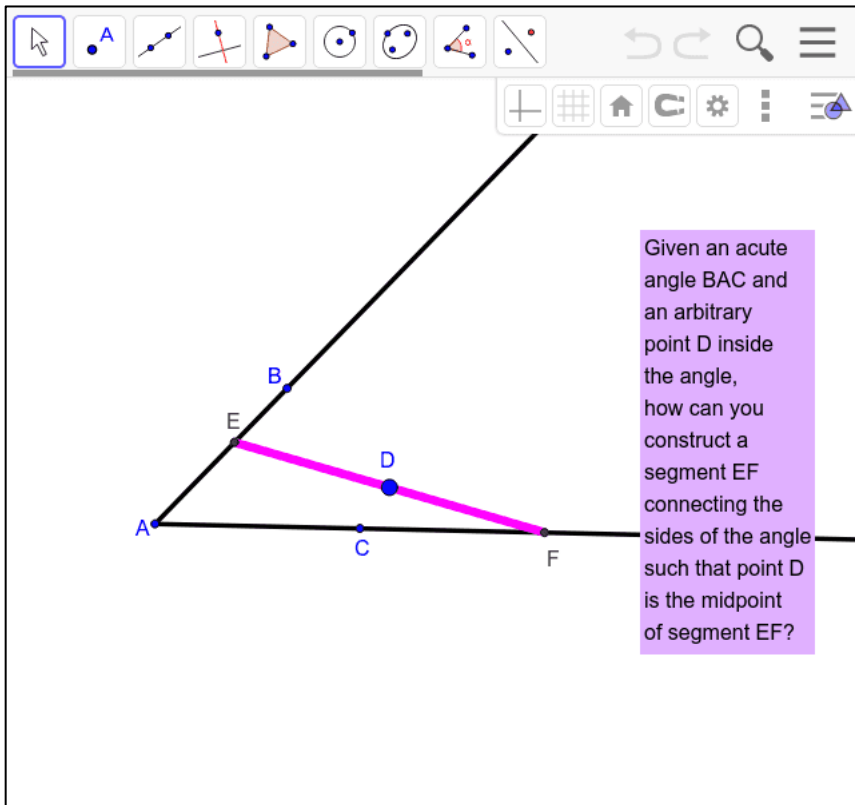 A
α
Given an acute
angle BAC and
an arbitrary
point D inside
the angle,
how can you
construct a
segment EF
connecting the
sides of the angle
such that point D
is the midpoint
of segment EF?
B
E
D
A
C
F